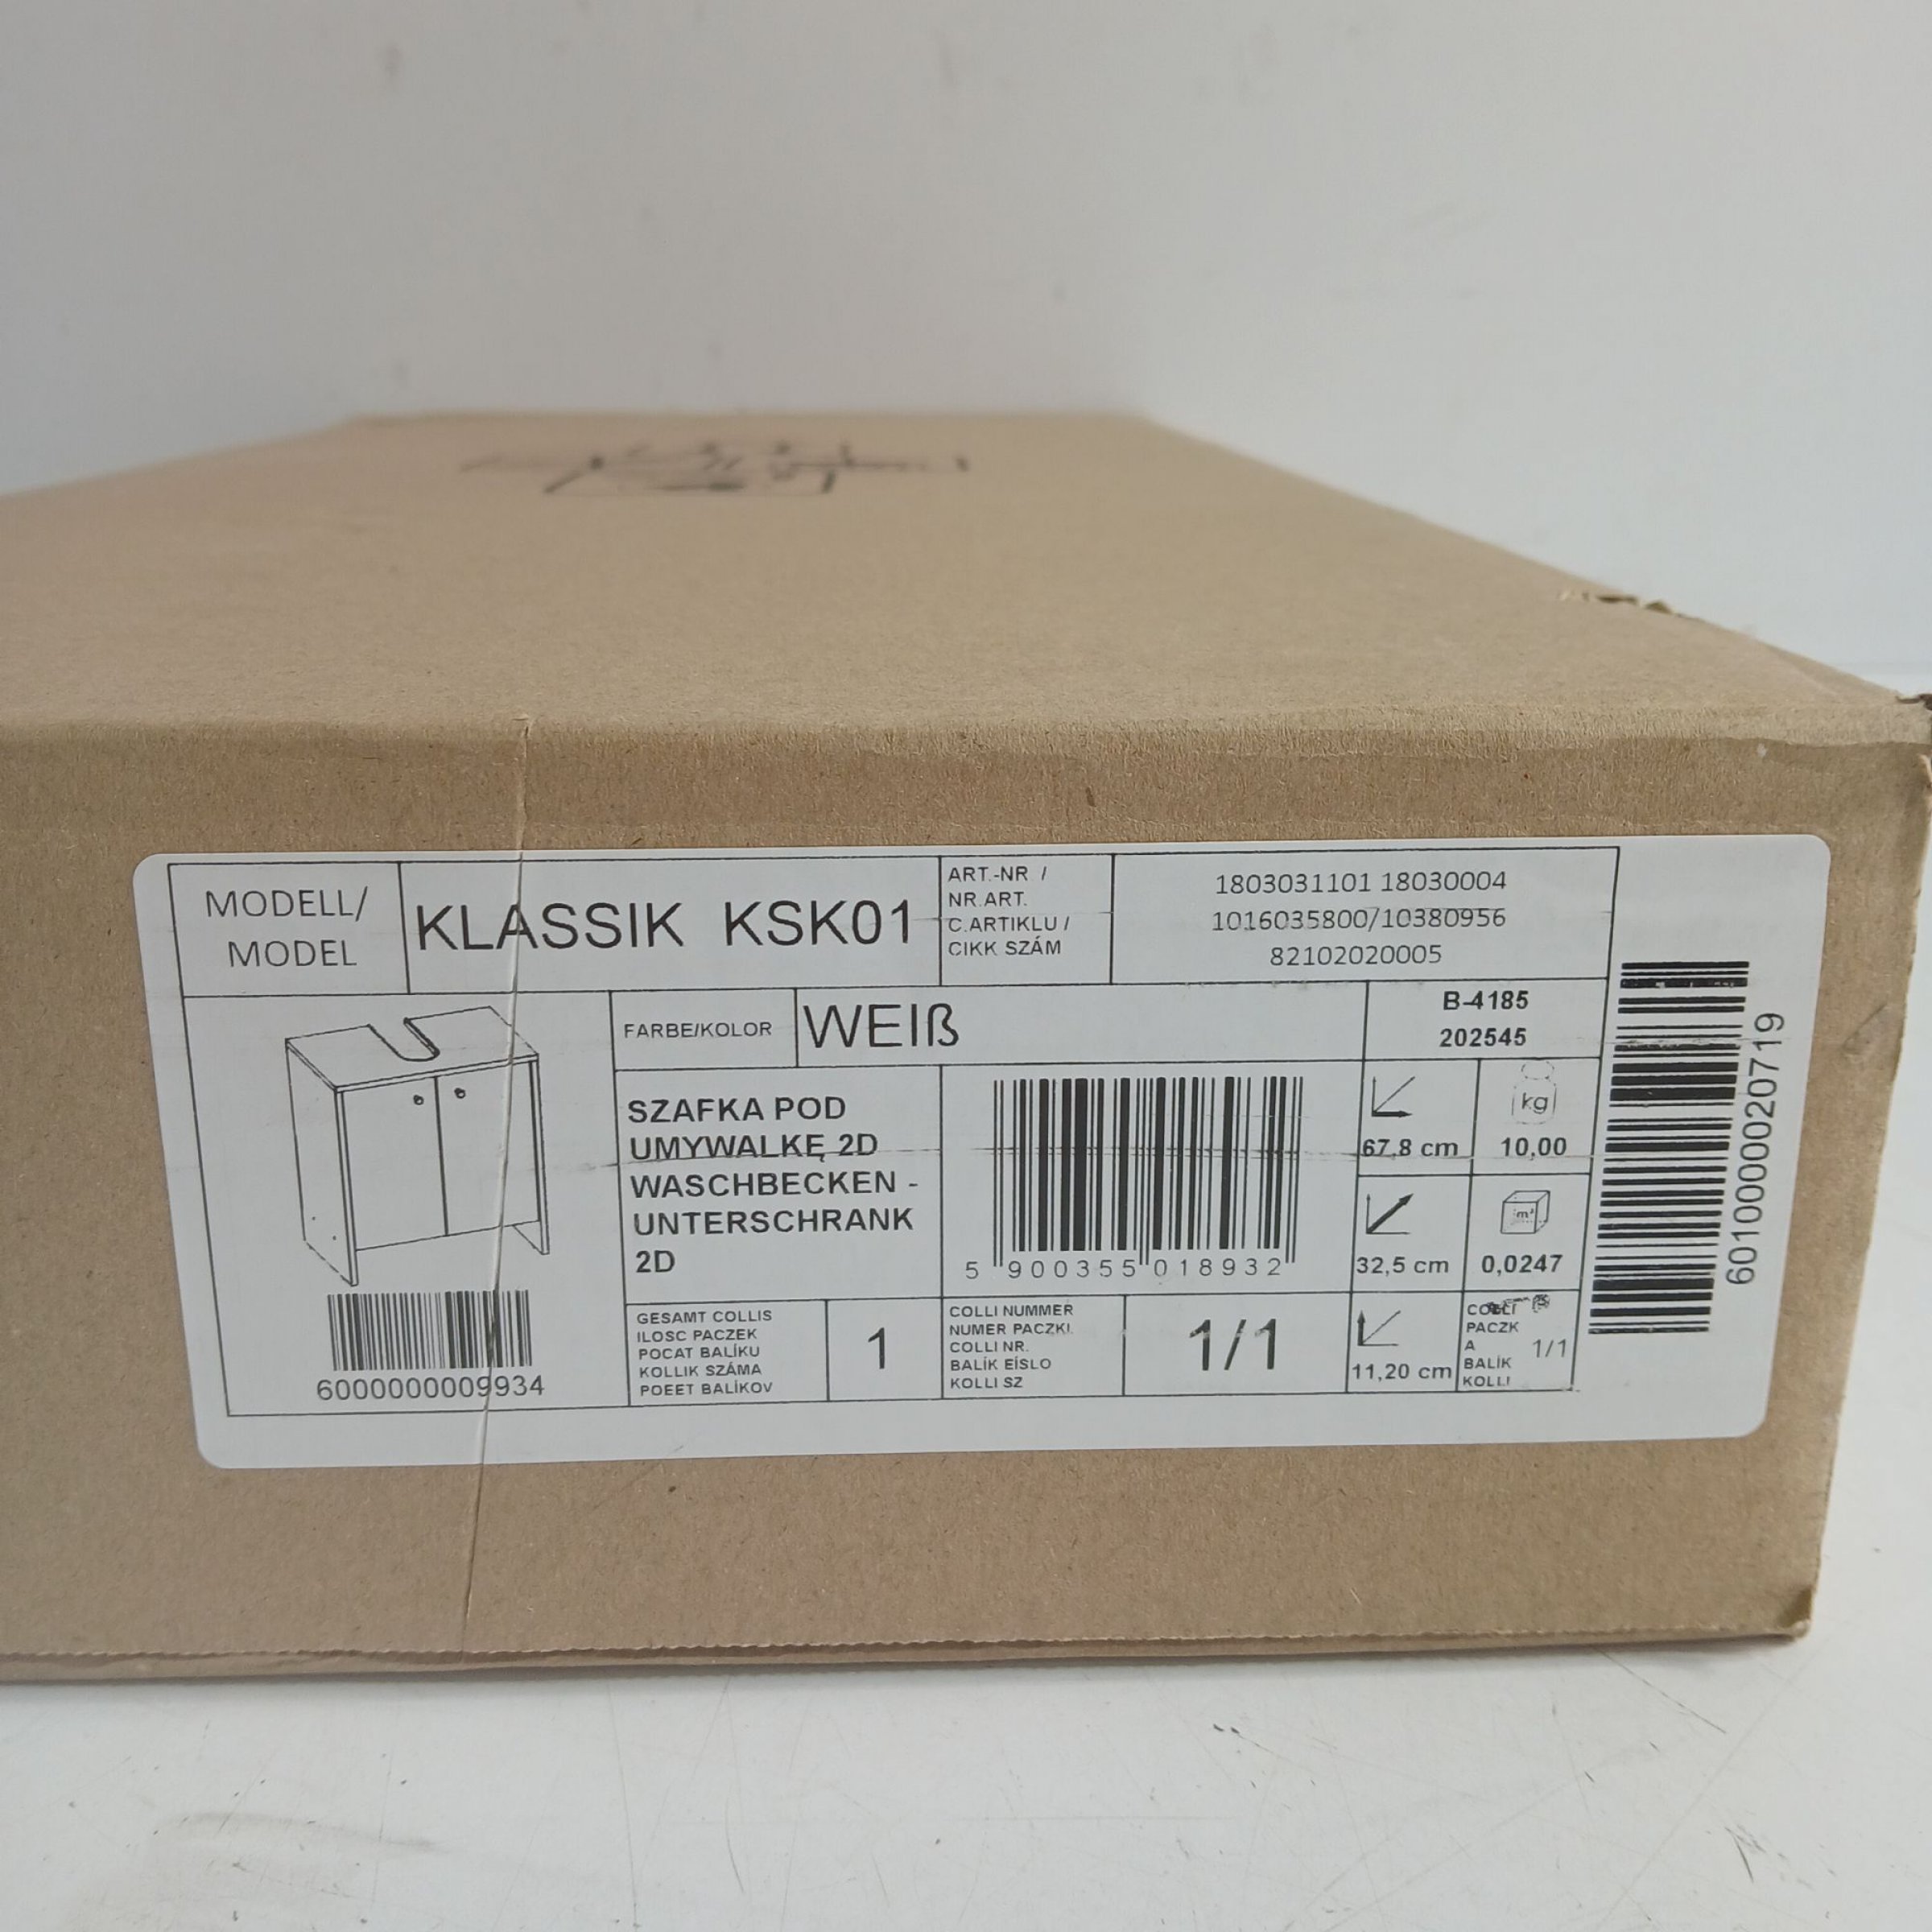 MODELL/
MODEL
KLASSIK KSK01
ART.-NR /
NR.ART.
C.ARTIKLU /
CIKK SZÁM
1803031101 18030004
1016035800/10380956
82102020005
FARBE/KOLOR
WEIß
B-4185
202545
SZAFKA POD
UMYWALKĘ 2D
WASCHBECKEN -
UNTERSCHRANK
2D
5 900355 018932
67,8 cm
kg
10,00
32,5 cm
m³
0,0247
6000000009934
GESAMT COLLIS
ILOSC PACZEK
POCAT BALÍKU
KOLLIK SZÁMA
POEET BALÍKOV
1
COLLI NUMMER
NUMER PACZKI.
COLLI NR.
BALÍK EÍSLO
KOLLI SZ
1/1
11,20 cm
COLLI
PACZK
A
BALÍK
KOLLI
1/1
6010000020719